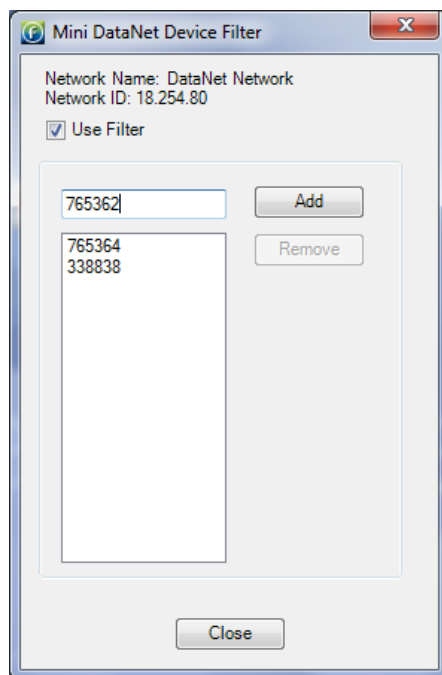 Mini DataNet Device Filter
Network Name: DataNet Network
Network ID: 18.254.80
Use Filter
765362
Add
765364
Remove
338838
Close